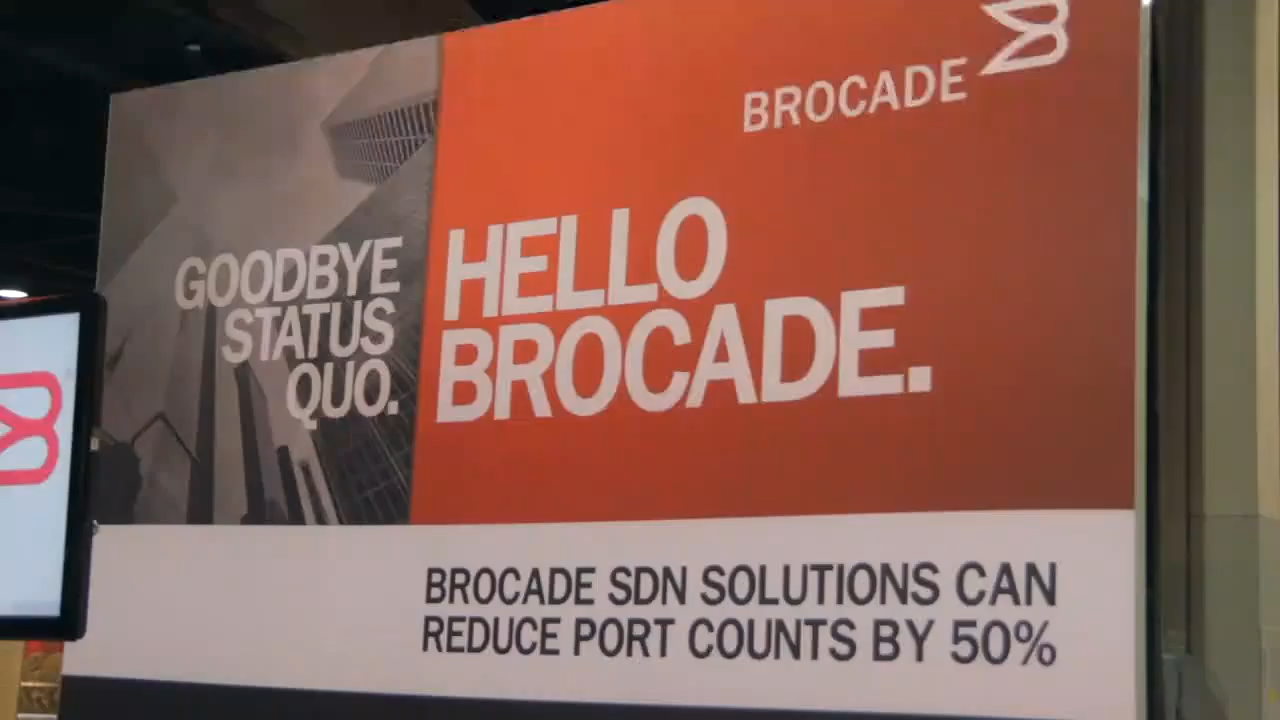 BROCADE
GOODBYE
STATUS
QUO.
HELLO
BROCADE.
BROCADE SDN SOLUTIONS CAN
REDUCE PORT COUNTS BY 50%